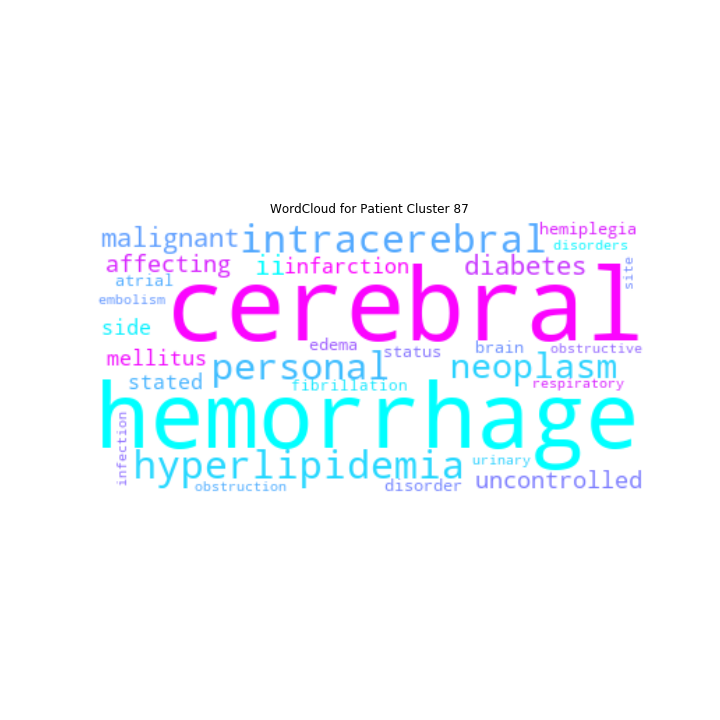 WordCloud for Patient Cluster 87
malignant intracerebral hemiplegia
disorders
affecting ii infarction diabetes site
atrial
embolism cerebral
side
edema status brain obstructive
mellitus personal neoplasm
stated fibrillation respiratory
hemorrhage
infection
hyperlipidemia urinary
obstruction disorder uncontrolled